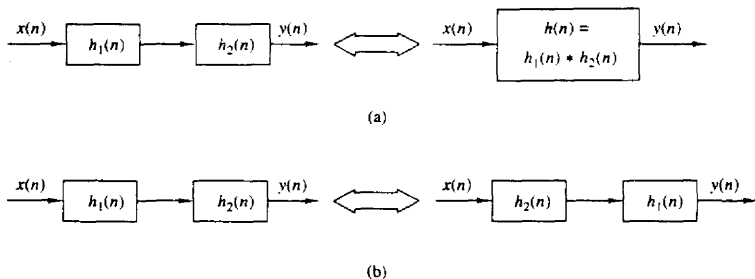 x(n) h₁(n) h₂(n) y(n) x(n) h(n) = y(n)
h₁(n) * h₂(n)
(a)
x(n) h₁(n) h₂(n) y(n) x(n) h₂(n) h₁(n) y(n)
(b)